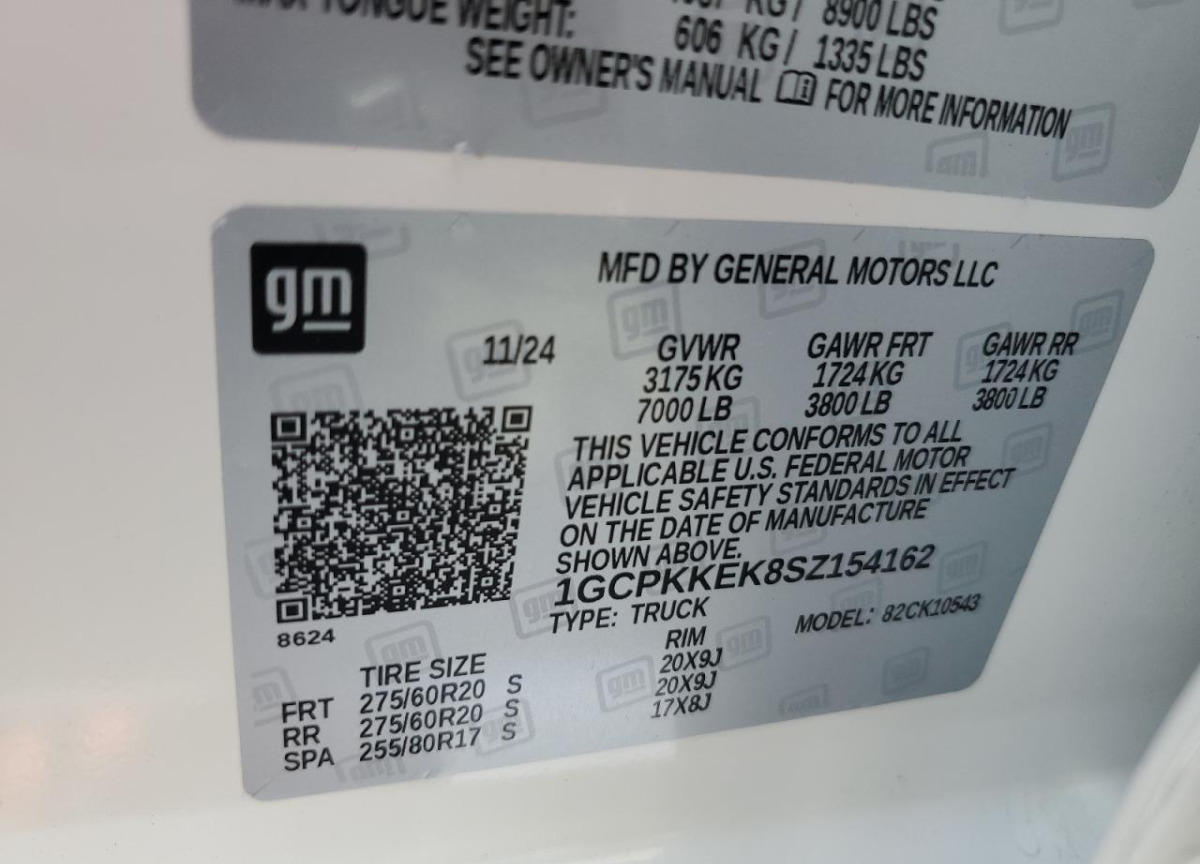 MAX TONGUE WEIGHT: KG/ 8900 LBS
606 KG/ 1335 LBS
SEE OWNER'S MANUAL FOR MORE INFORMATION
gm
MFD BY GENERAL MOTORS LLC
11/24 GVWR GAWR FRT GAWR RR
3175 KG 1724 KG 1724 KG
7000 LB 3800 LB 3800 LB
THIS VEHICLE CONFORMS TO ALL
APPLICABLE U.S. FEDERAL MOTOR
VEHICLE SAFETY STANDARDS IN EFFECT
ON THE DATE OF MANUFACTURE
SHOWN ABOVE.
1GCPKKEK8SZ154162
TYPE: TRUCK MODEL: 82CK10543
8624
TIRE SIZE RIM
FRT 275/60R20 S 20X9J
RR 275/60R20 S 20X9J
SPA 255/80R17 S 17X8J